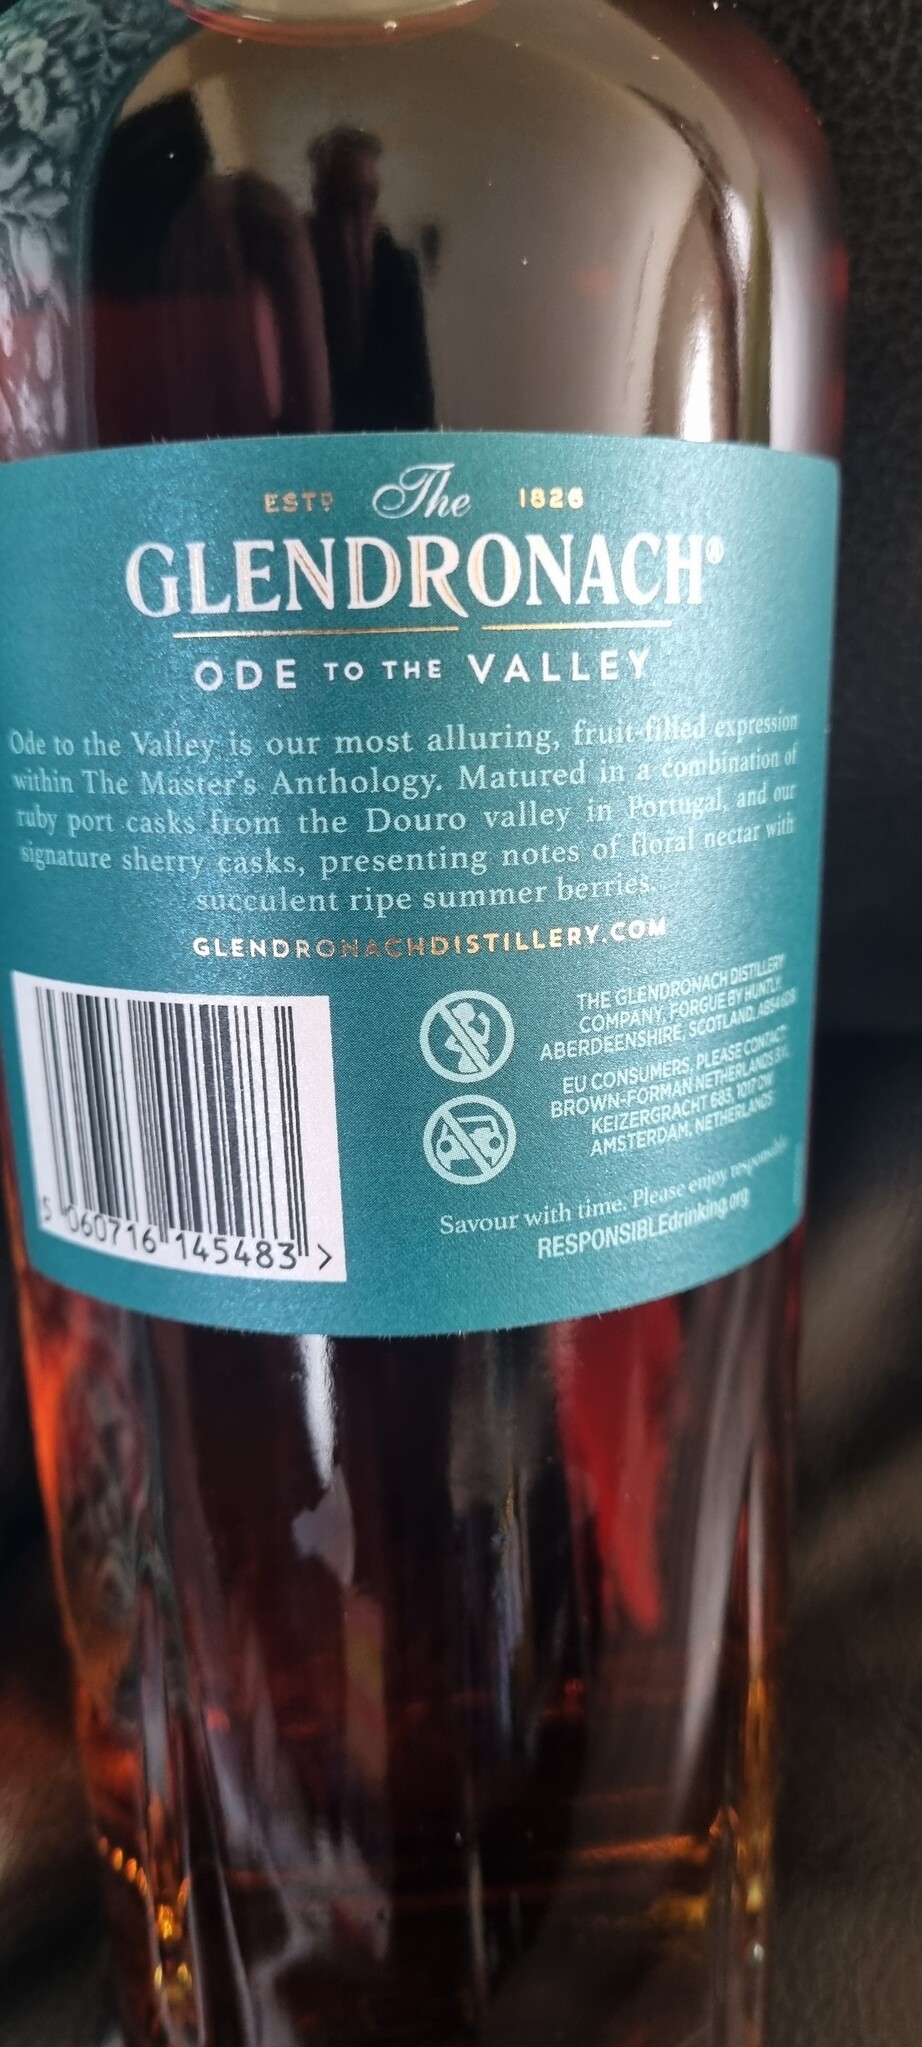 ESTD The 1826
GLENDRONACH®
ODE TO THE VALLEY
Ode to the Valley is our most alluring, fruit-filled expression
within The Master's Anthology. Matured in a combination of
ruby port casks from the Douro valley in Portugal, and our
signature sherry casks, presenting notes of floral nectar with
succulent ripe summer berries.
GLENDRONACHDISTILLERY.COM
THE GLENDRONACH DISTILLERY
COMPANY, FORGUE BY HUNTLY,
ABERDEENSHIRE, SCOTLAND, AB54 6DB
EU CONSUMERS, PLEASE CONTACT:
BROWN-FORMAN NETHERLANDS B.V.,
KEIZERGRACHT 683, 1017 DW
AMSTERDAM, NETHERLANDS
Savour with time. Please enjoy responsibly.
RESPONSIBLEdrinking.org
5 060716 145483 >